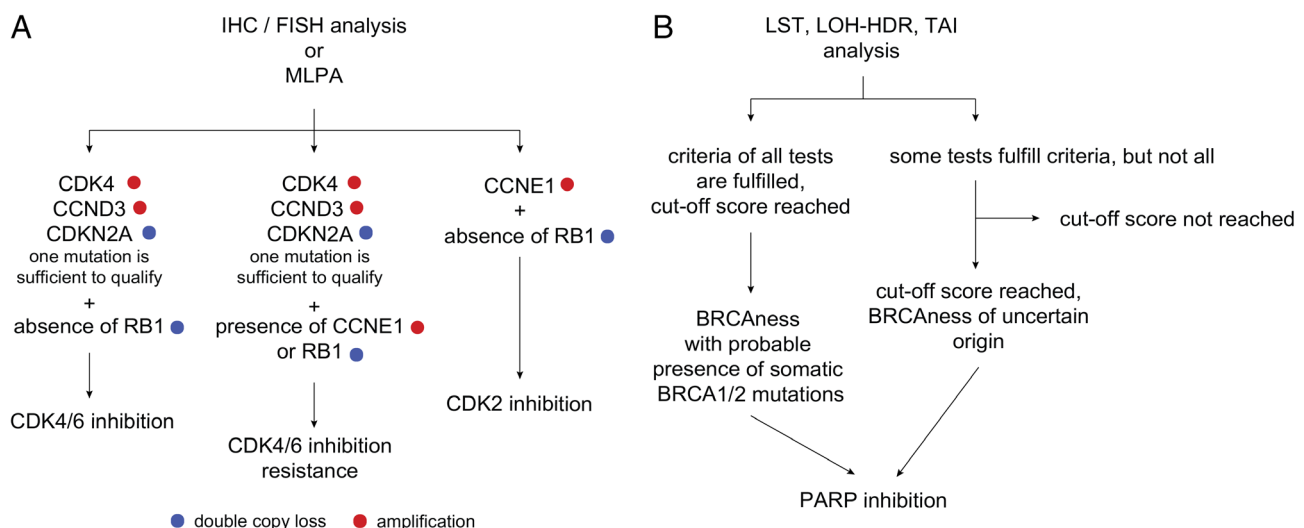 A
IHC / FISH analysis
or
MLPA
CDK4
CCND3
CDKN2A
one mutation is
sufficient to qualify
+
absence of RB1
CDK4/6 inhibition
CDK4
CCND3
CDKN2A
one mutation is
sufficient to qualify
+
presence of CCNE1
or RB1
CDK4/6 inhibition
resistance
CCNE1
+
absence of RB1
CDK2 inhibition
double copy loss
amplification
B
LST, LOH-HDR, TAI
analysis
criteria of all tests
are fulfilled,
cut-off score reached
BRCAness
with probable
presence of somatic
BRCA1/2 mutations
some tests fulfill criteria, but not all
cut-off score not reached
cut-off score reached,
BRCAness of uncertain
origin
PARP inhibition